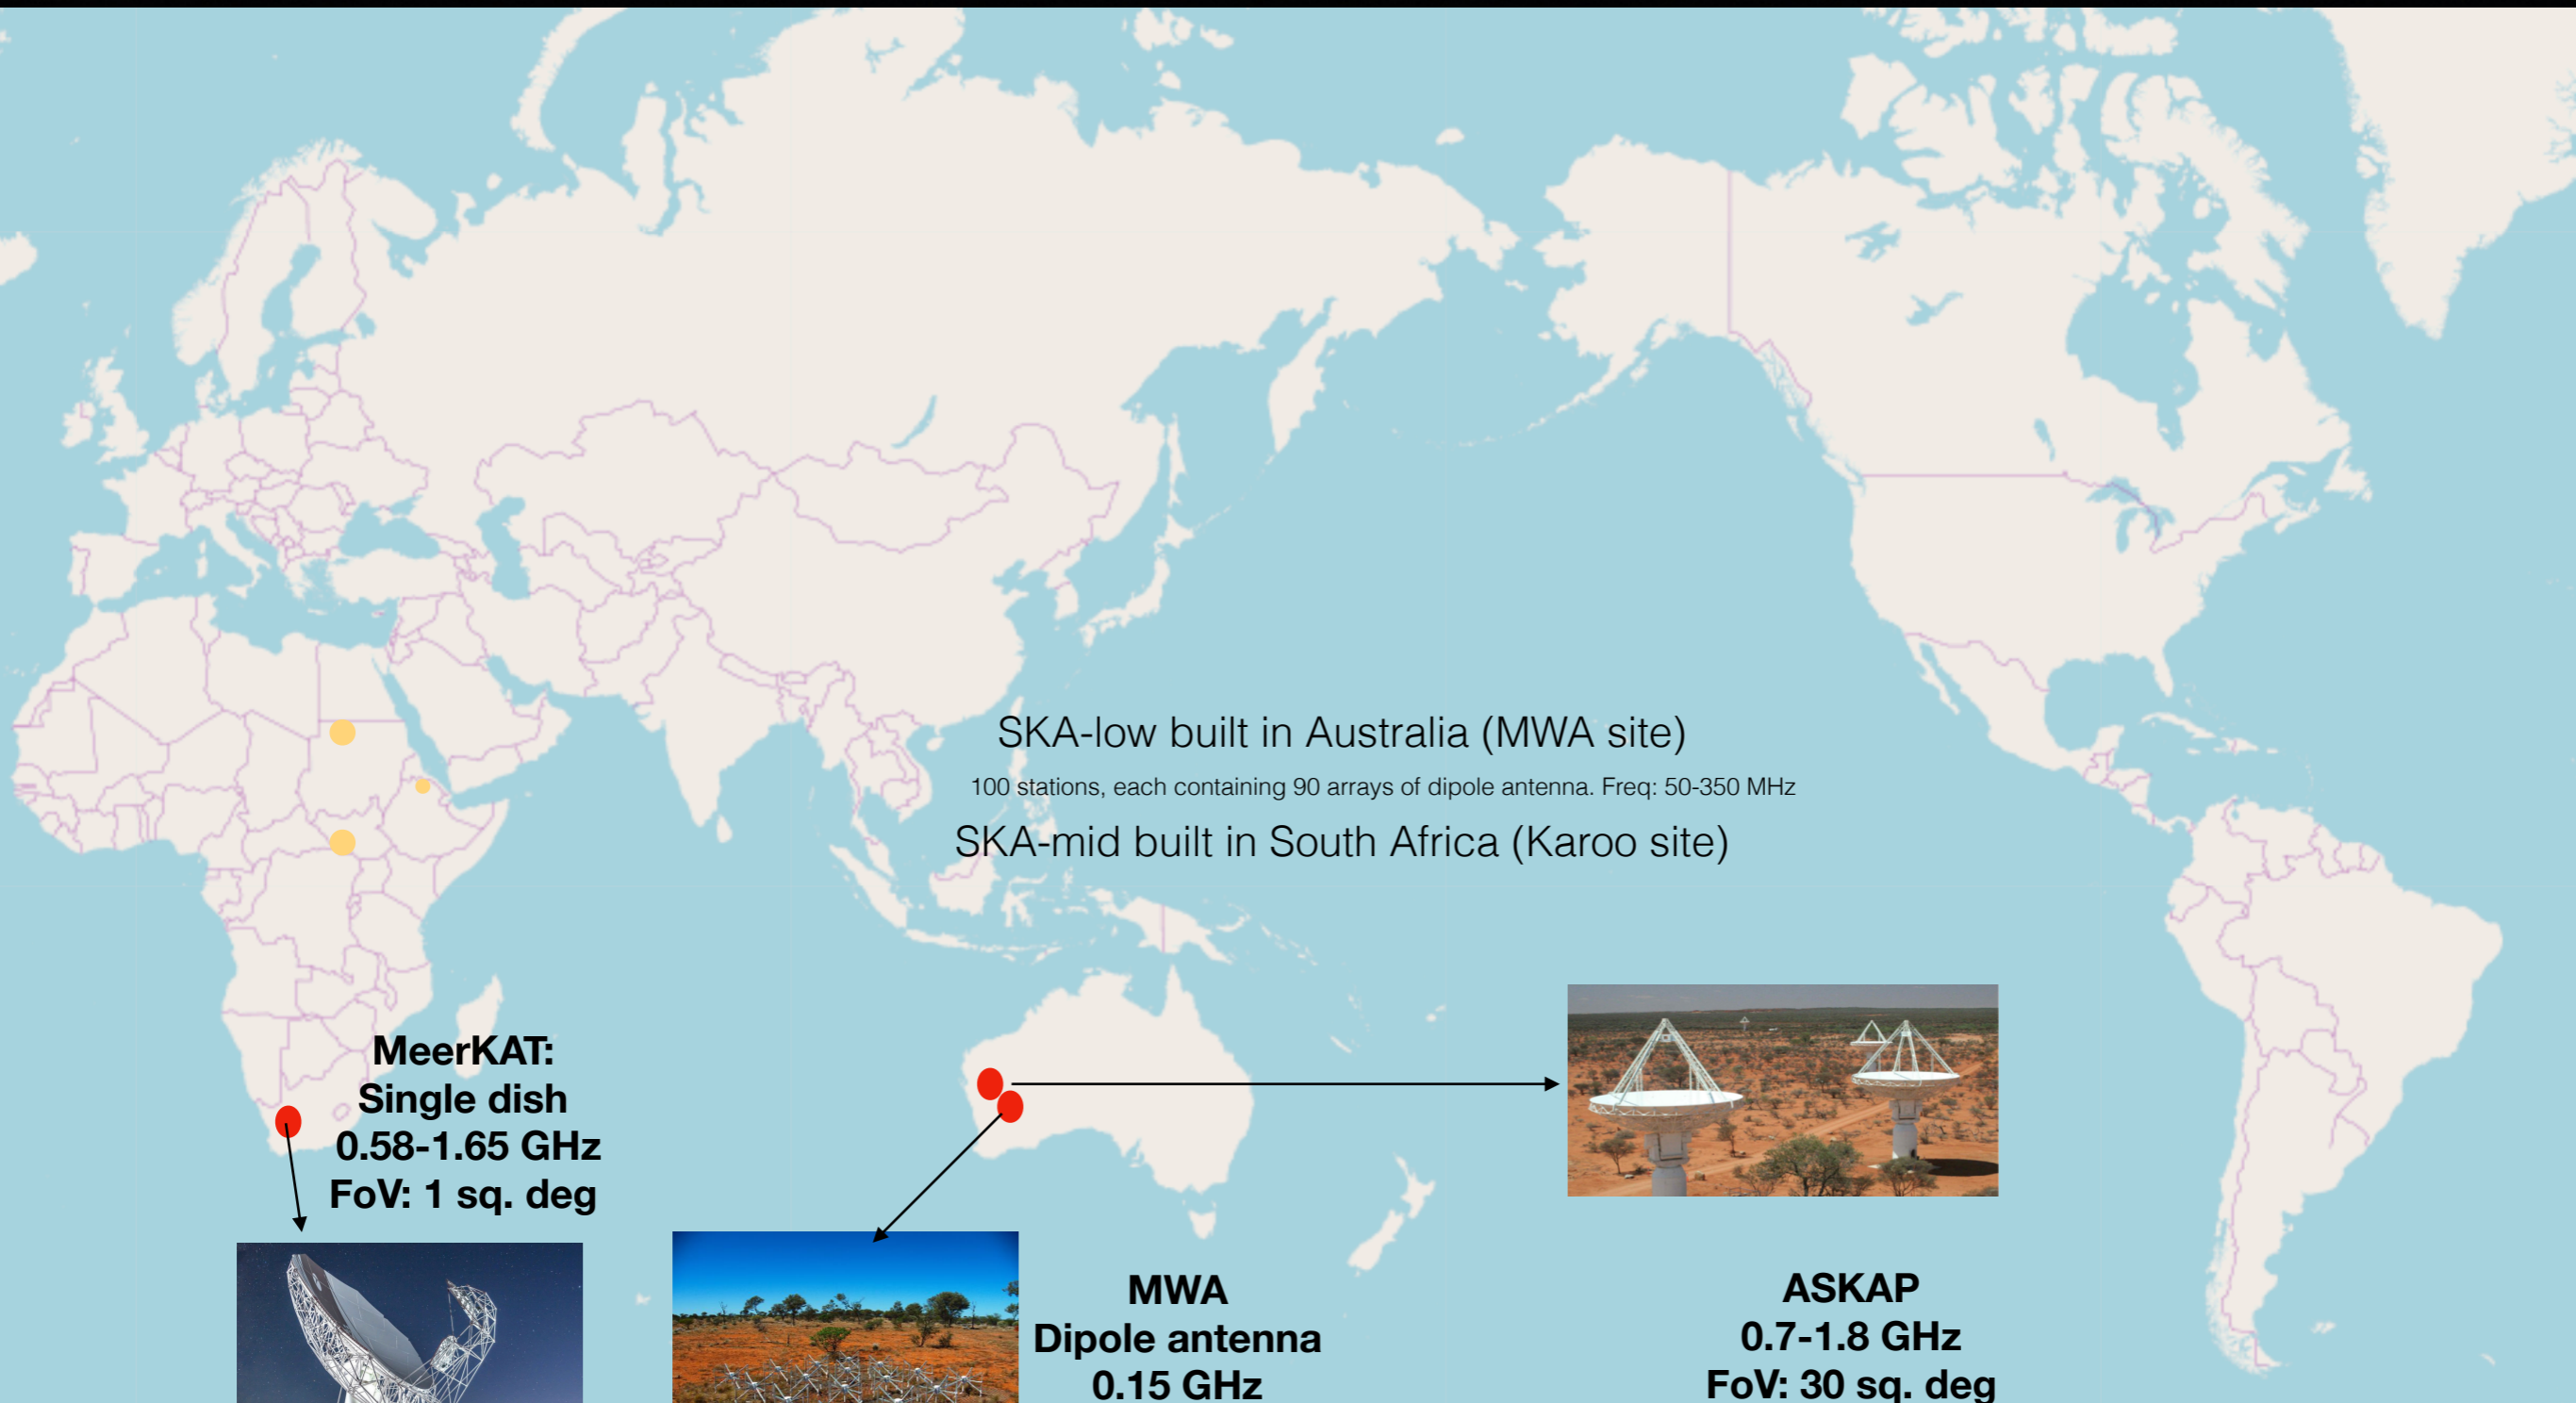 SKA-low built in Australia (MWA site)
100 stations, each containing 90 arrays of dipole antenna. Freq: 50-350 MHz
SKA-mid built in South Africa (Karoo site)
MeerKAT:
Single dish
0.58-1.65 GHz
FoV: 1 sq. deg
MWA
Dipole antenna
0.15 GHz
ASKAP
0.7-1.8 GHz
FoV: 30 sq. deg